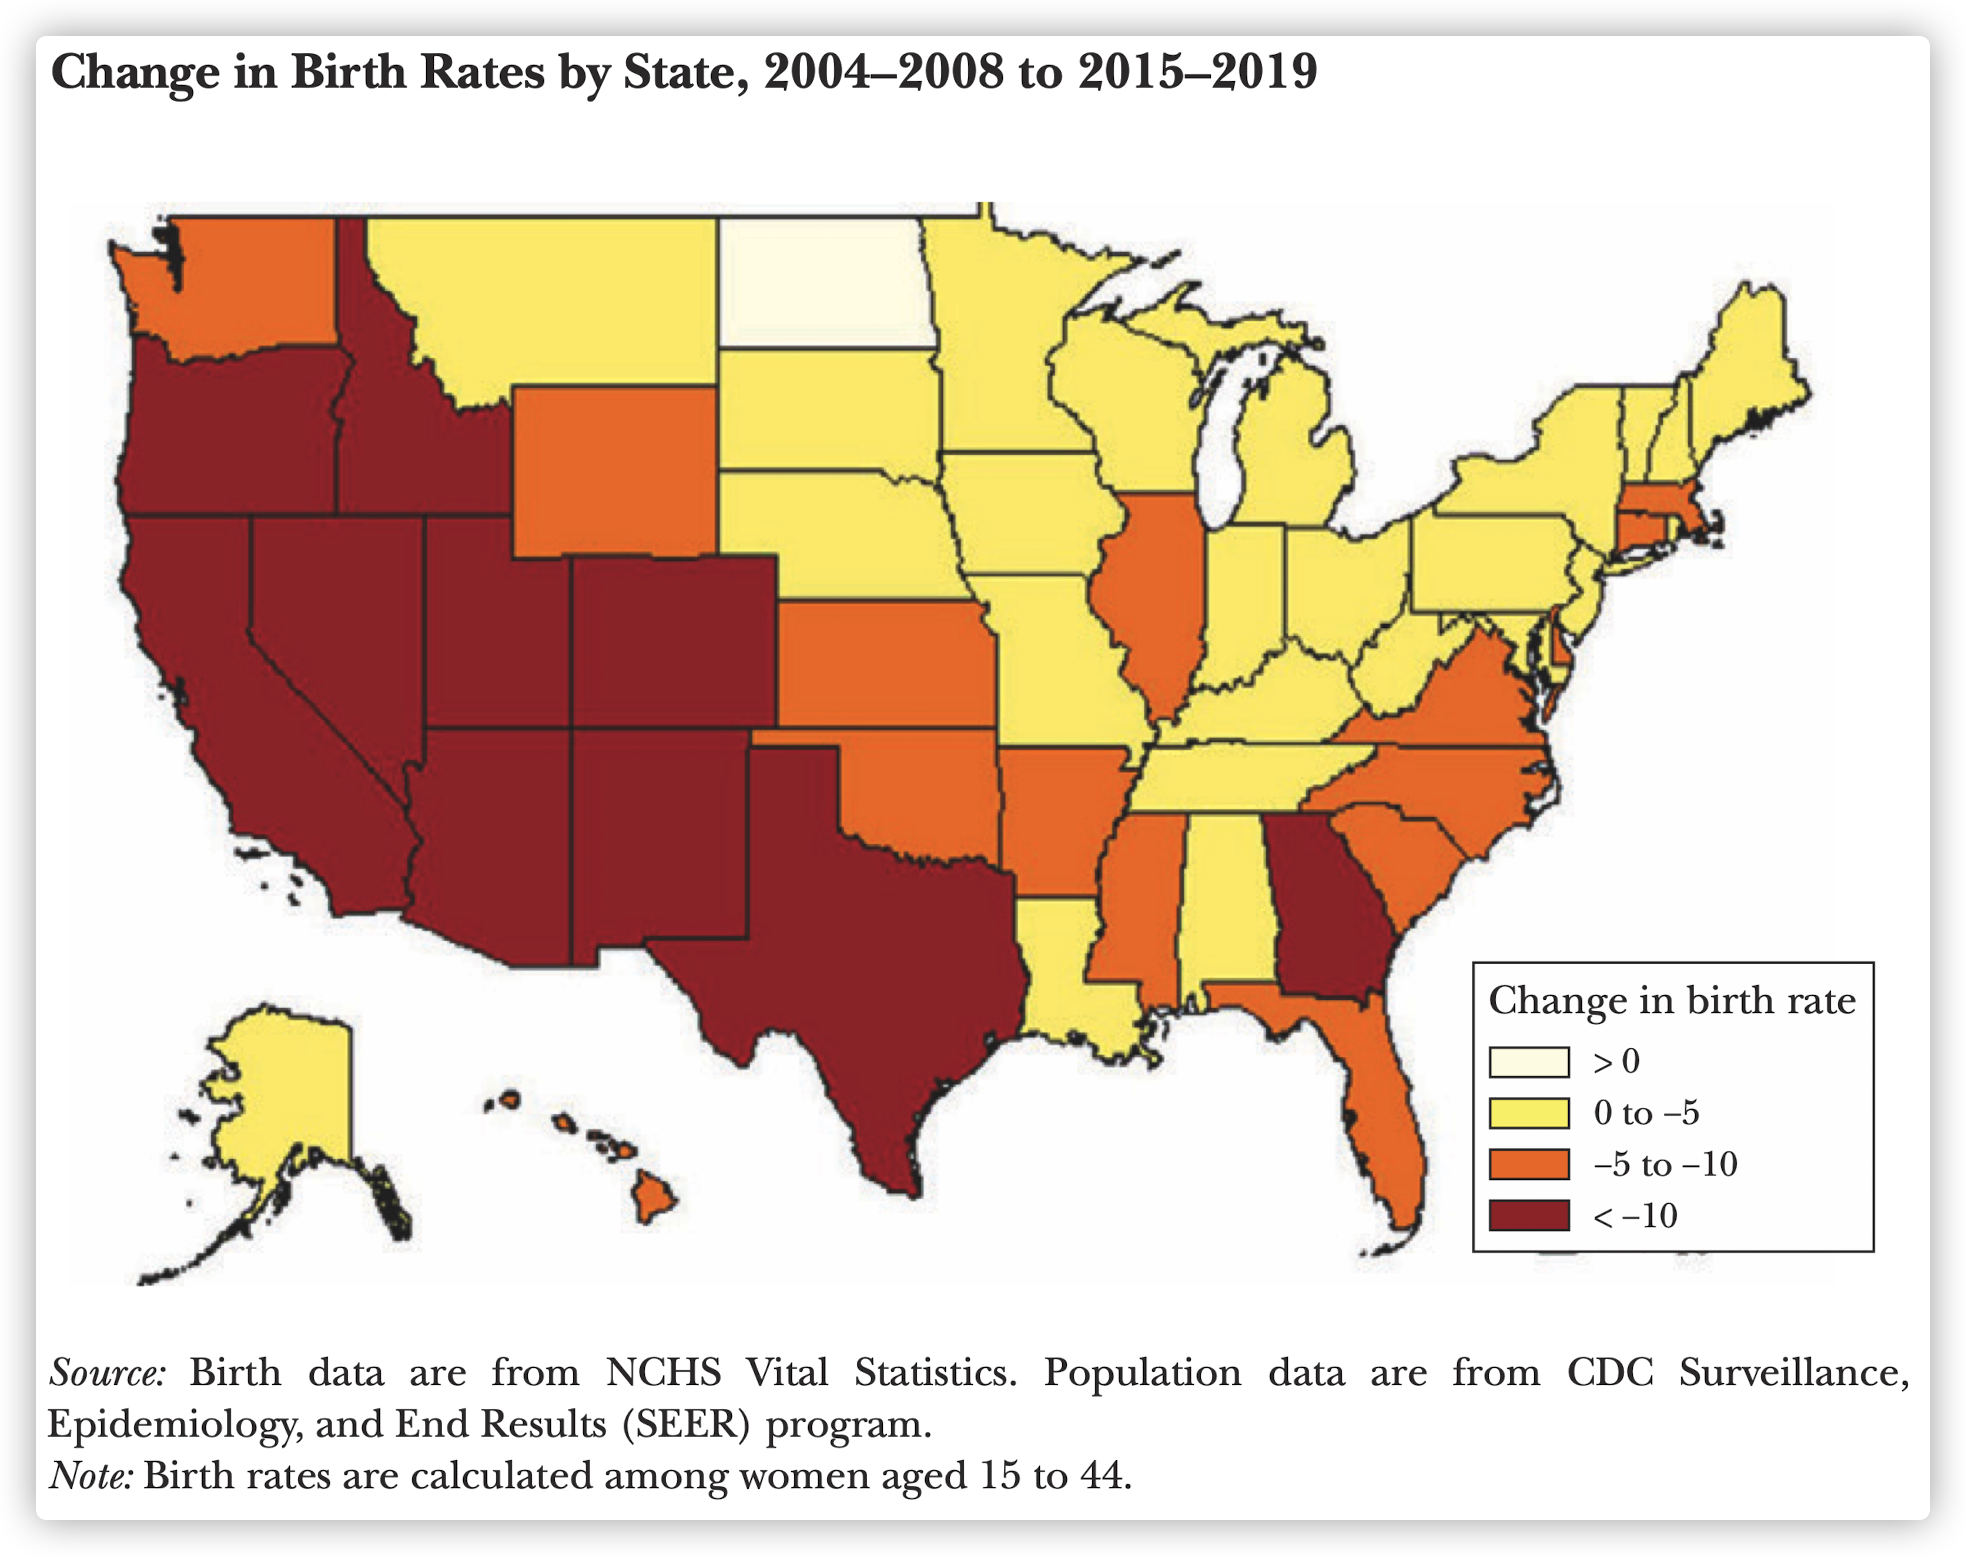 Change in Birth Rates by State, 2004–2008 to 2015–2019
Change in birth rate
> 0
0 to –5
–5 to –10
< –10
Source: Birth data are from NCHS Vital Statistics. Population data are from CDC Surveillance,
Epidemiology, and End Results (SEER) program.
Note: Birth rates are calculated among women aged 15 to 44.